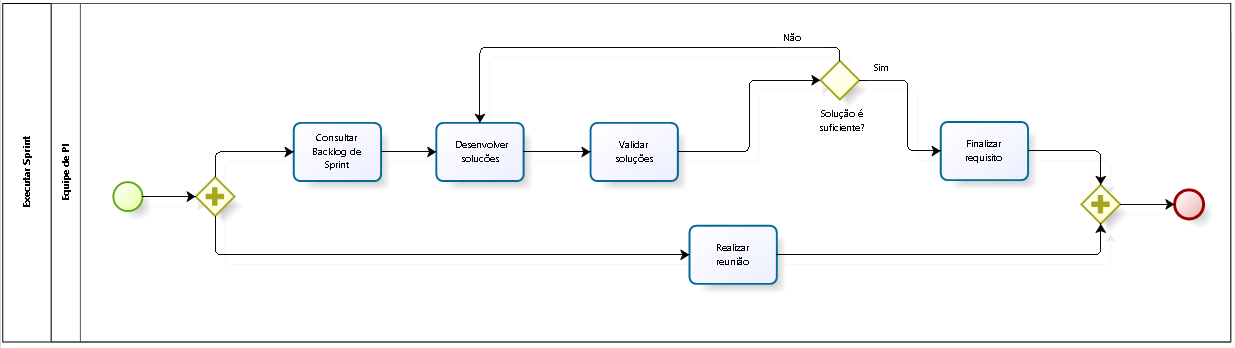 Executar Sprint
Equipe de PI
Consultar
Backlog de
Sprint
Desenvolver
solucões
Validar
soluções
Não
Sim
Solução é
suficiente?
Finalizar
requisito
Realizar
reunião